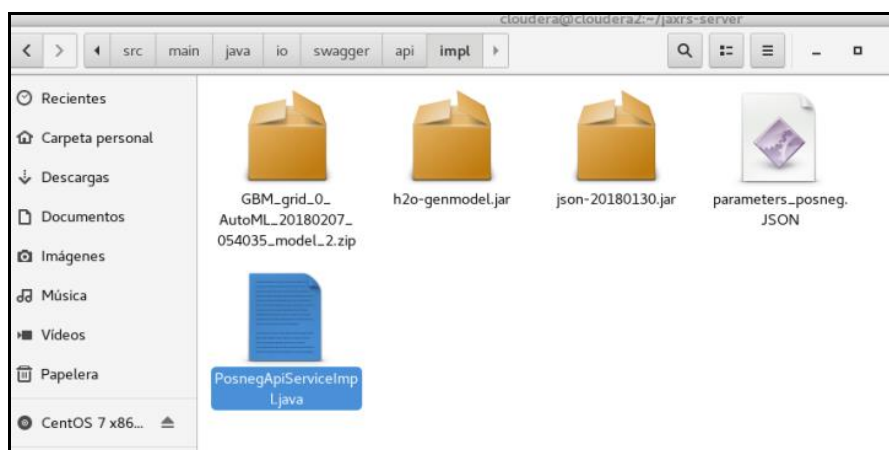 cloudera@cloudera2:~/jaxrs-server
src main java io swagger api impl
Recientes
Carpeta personal
Descargas
Documentos
Imágenes
Música
Vídeos
Papelera
CentOS 7 x86...
GBM_grid_0_
AutoML_20180207_
054035_model_2.zip
h2o-genmodel.jar
json-20180130.jar
parameters_posneg.
JSON
PosnegApiServiceImp
l.java